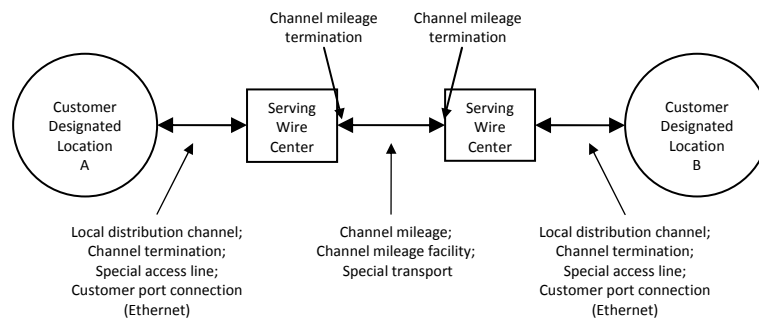 Channel mileage
termination
Channel mileage
termination
Customer
Designated
Location
A
Serving
Wire
Center
Serving
Wire
Center
Customer
Designated
Location
B
Local distribution channel;
Channel termination;
Special access line;
Customer port connection
(Ethernet)
Channel mileage;
Channel mileage facility;
Special transport
Local distribution channel;
Channel termination;
Special access line;
Customer port connection
(Ethernet)